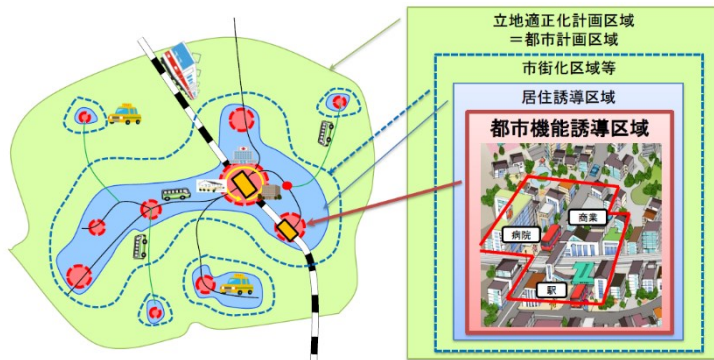 立地適正化計画区域
＝都市計画区域
市街化区域等
居住誘導区域
都市機能誘導区域
商業
病院
駅